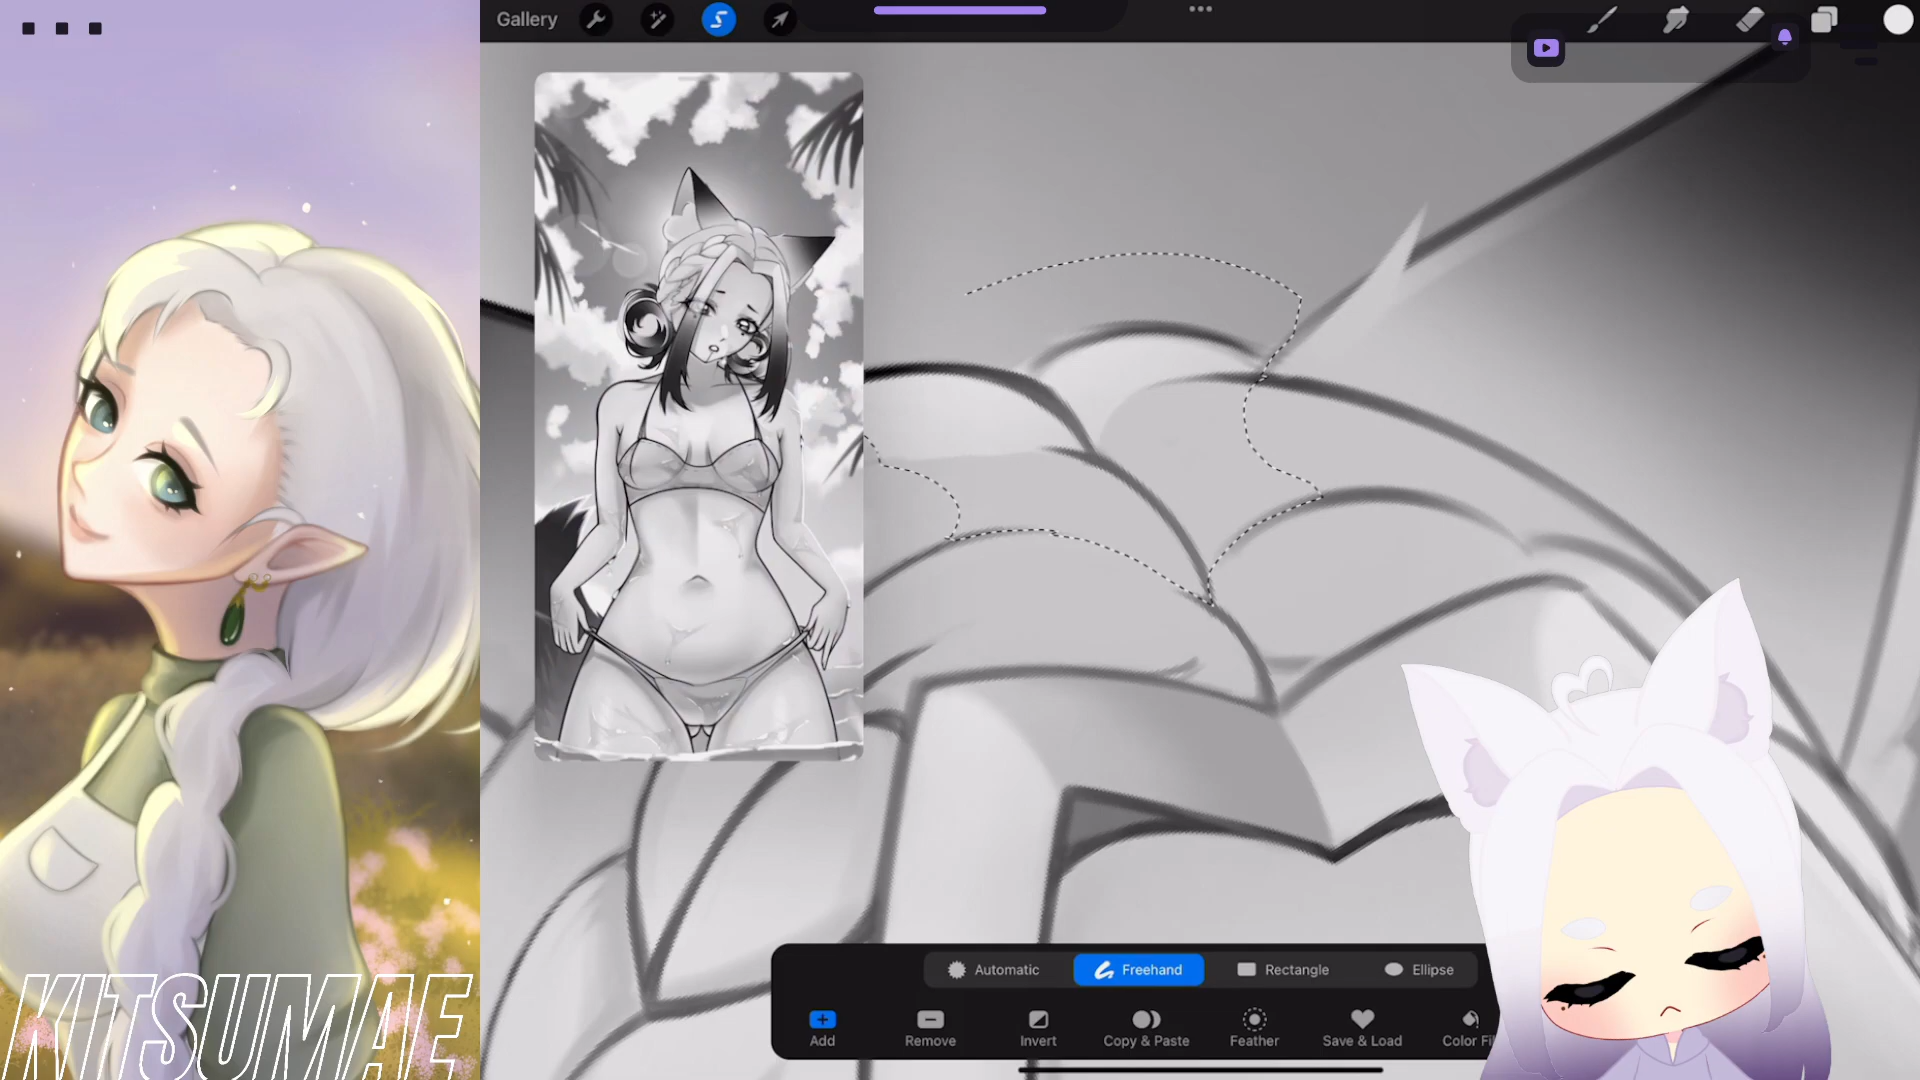 Gallery
Automatic
Freehand
Rectangle
Ellipse
Add
Remove
Invert
Copy & Paste
Feather
Save & Load
Color Fi
KITSUMAE